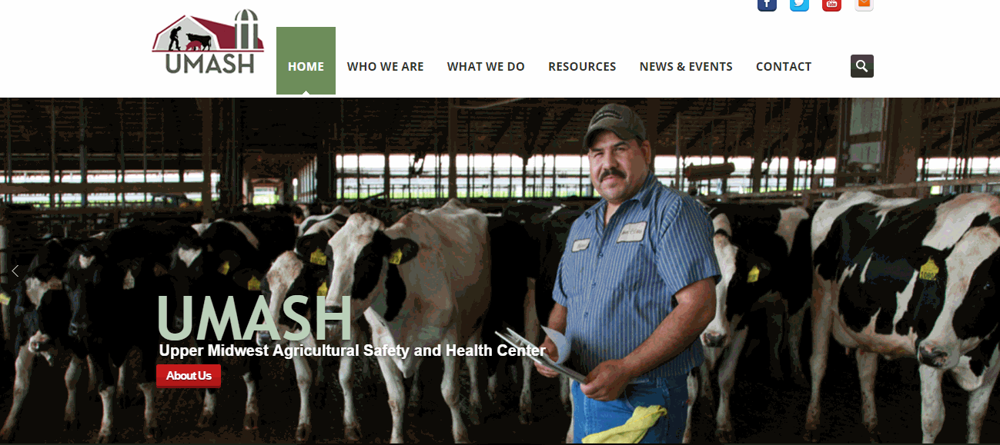 UMASH
HOME WHO WE ARE WHAT WE DO RESOURCES NEWS & EVENTS CONTACT
UMASH
Upper Midwest Agricultural Safety and Health Center
About Us